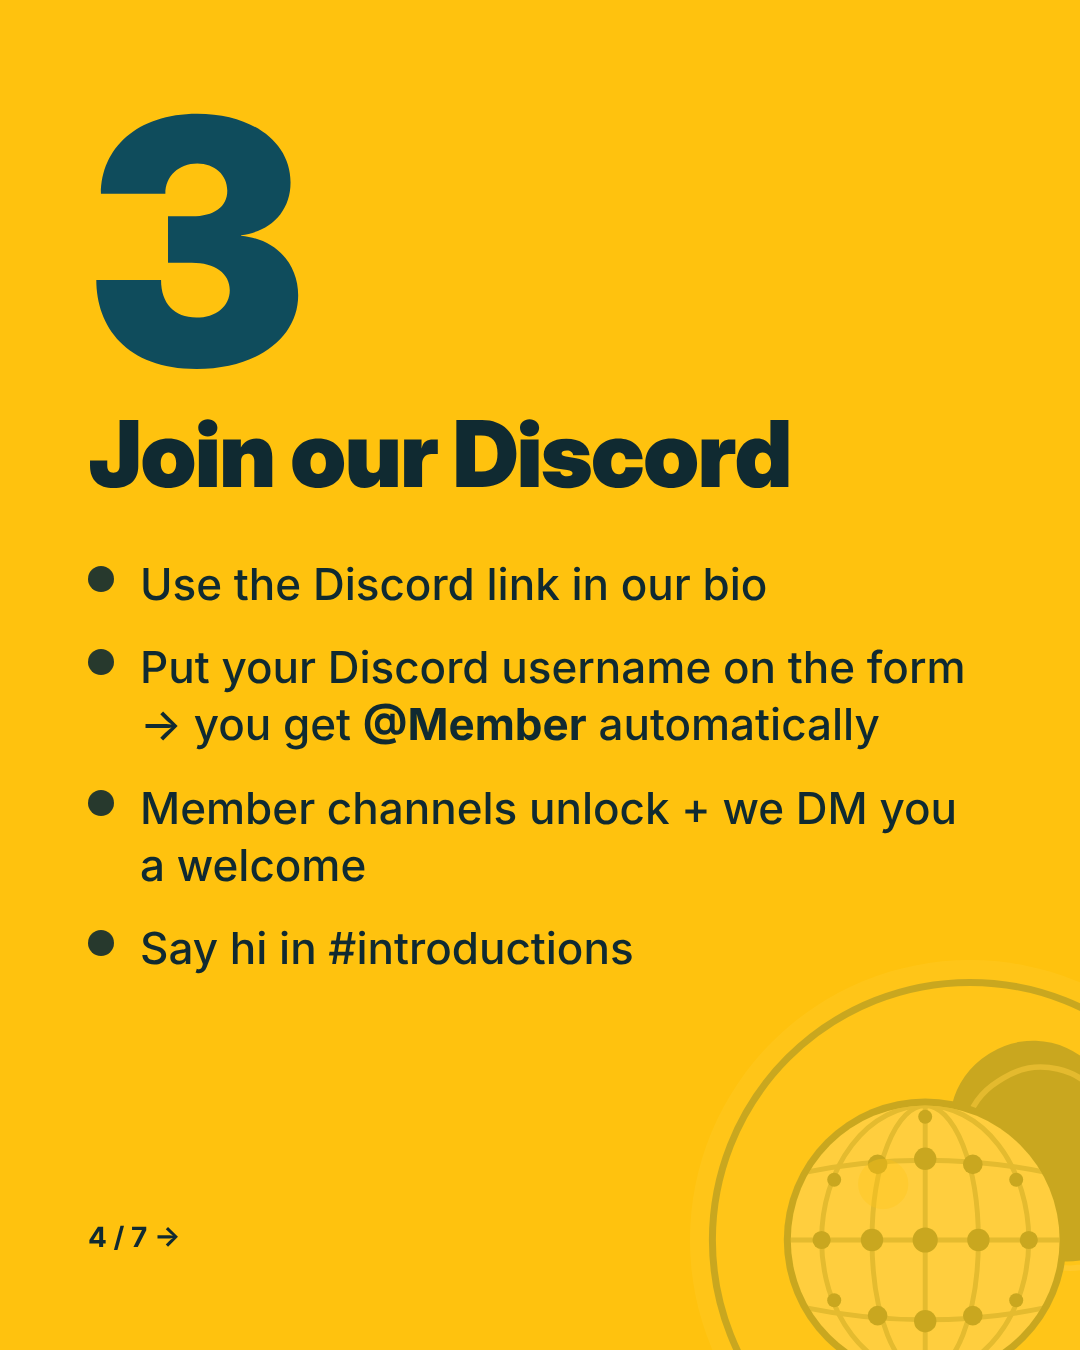 3
Join our Discord
● Use the Discord link in our bio
● Put your Discord username on the form
→ you get @Member automatically
● Member channels unlock + we DM you
a welcome
● Say hi in #introductions
4 / 7 →